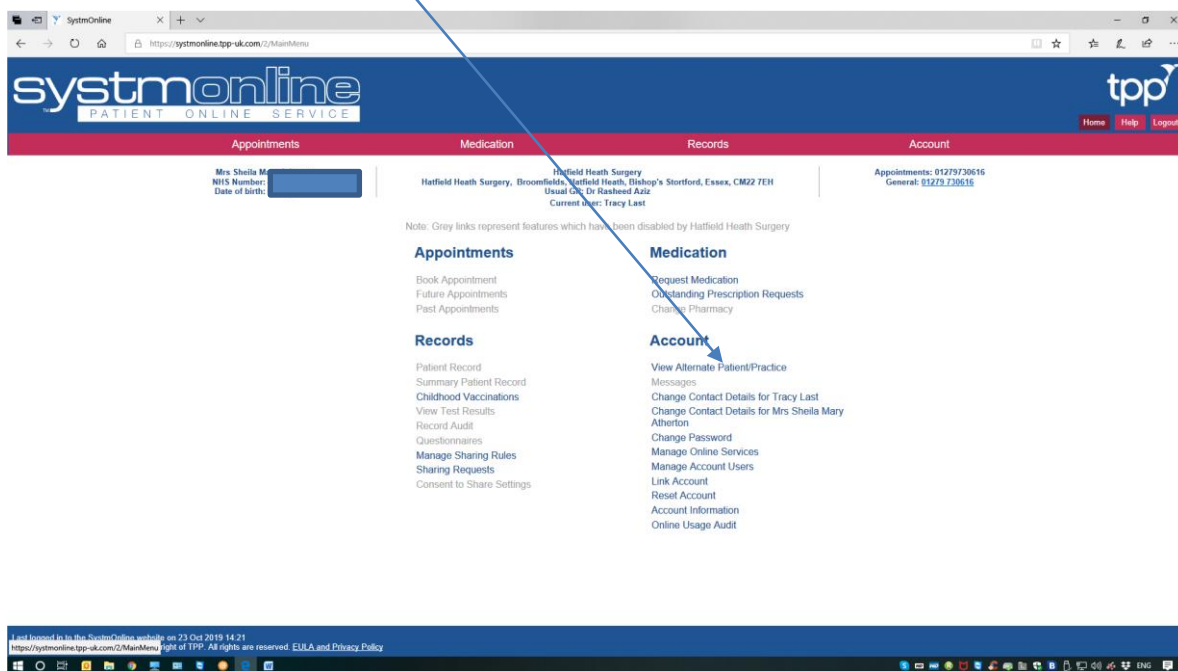 SystmOnline
https://systmonline.tpp-uk.com/2/MainMenu
systmonline
PATIENT ONLINE SERVICE
tpp
Home Help Logout
Appointments Medication Records Account
Mrs Sheila
NHS Number:
Date of birth:
Hatfield Heath Surgery
Hatfield Heath Surgery, Broomfields, Hatfield Heath, Bishop's Stortford, Essex, CM22 7EH
Usual GP: Dr Rasheed Aziz
Current user: Tracy Last
Appointments: 01279730616
General: 01279 730616
Note: Grey links represent features which have been disabled by Hatfield Heath Surgery
Appointments
Book Appointment
Future Appointments
Past Appointments
Medication
Request Medication
Outstanding Prescription Requests
Change Pharmacy
Records
Patient Record
Summary Patient Record
Childhood Vaccinations
View Test Results
Record Audit
Questionnaires
Manage Sharing Rules
Sharing Requests
Consent to Share Settings
Account
View Alternate Patient/Practice
Messages
Change Contact Details for Tracy Last
Change Contact Details for Mrs Sheila Mary
Atherton
Change Password
Manage Online Services
Manage Account Users
Link Account
Reset Account
Account Information
Online Usage Audit
Last logged in to the SystmOnline website on 23 Oct 2019 14:21
https://systmonline.tpp-uk.com/2/MainMenu right of TPP. All rights are reserved. EULA and Privacy Policy
ENG